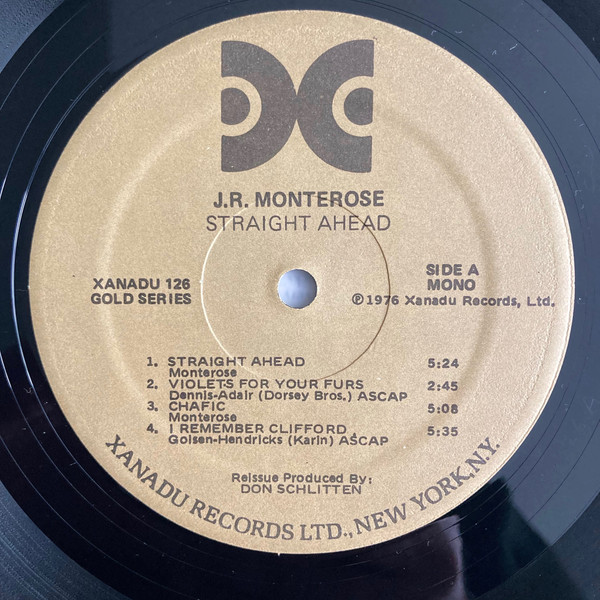 J.R. MONTEROSE
STRAIGHT AHEAD
XANADU 126
GOLD SERIES
SIDE A
MONO
℗1976 Xanadu Records, Ltd.
1. STRAIGHT AHEAD 5:24
Monterose
2. VIOLETS FOR YOUR FURS 2:45
Dennis-Adair (Dorsey Bros.) ASCAP
3. CHAFIC 5:08
Monterose
4. I REMEMBER CLIFFORD 5:35
Golsen-Hendricks (Karin) ASCAP
Reissue Produced By:
DON SCHLITTEN
XANADU RECORDS LTD., NEW YORK, N.Y.